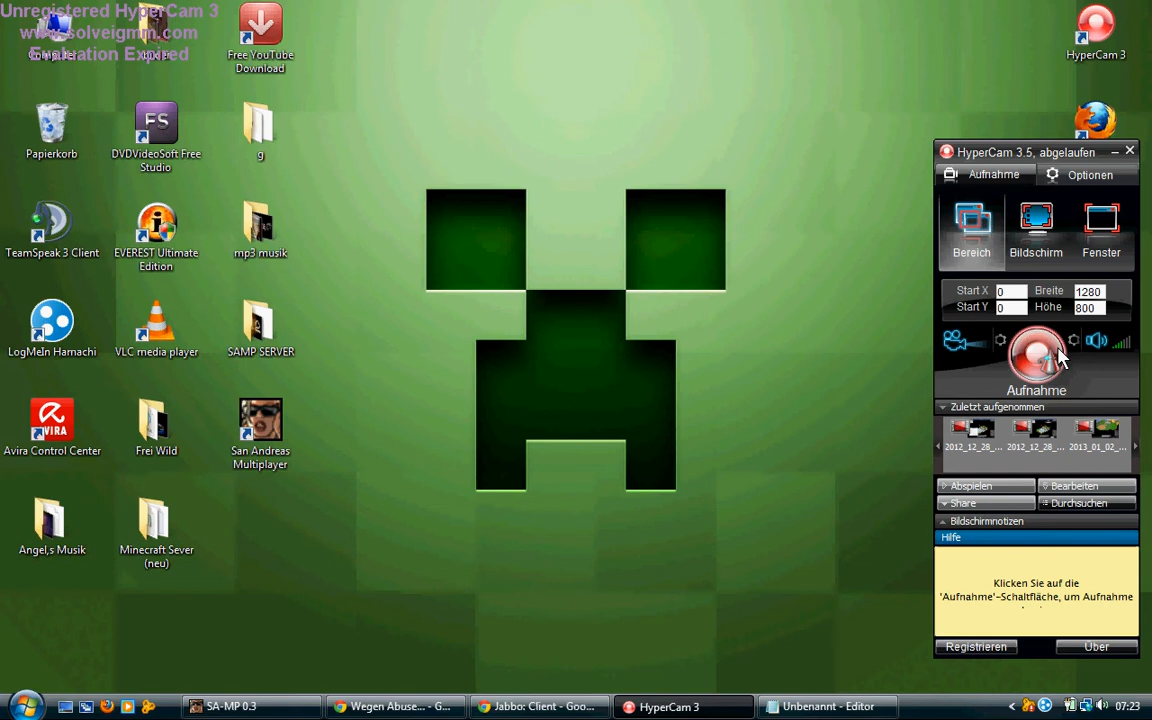 Unregistered HyperCam 3
www.solveigmm.com
Evaluation Expired
Free YouTube
Download
HyperCam 3
Papierkorb
FS
DVDVideoSoft Free
Studio
g
TeamSpeak 3 Client
EVEREST Ultimate
Edition
mp3 musik
LogMeIn Hamachi
VLC media player
SAMP SERVER
AVIRA
Avira Control Center
Frei Wild
San Andreas
Multiplayer
Angel,s Musik
Minecraft Sever
(neu)
HyperCam 3.5, abgelaufen
Aufnahme
Optionen
Bereich
Bildschirm
Fenster
Start X 0 Breite 1280
Start Y 0 Höhe 800
Aufnahme
Zuletzt aufgenommen
2012_12_28_...
2012_12_28_...
2013_01_02_...
Abspielen
Bearbeiten
Share
Durchsuchen
Bildschirmnotizen
Hilfe
Klicken Sie auf die
'Aufnahme'-Schaltfläche, um Aufnahme
Registrieren
Über
SA-MP 0.3
Wegen Abuse... - G...
Jabbo: Client - Goo...
HyperCam 3
Unbenannt - Editor
07:23